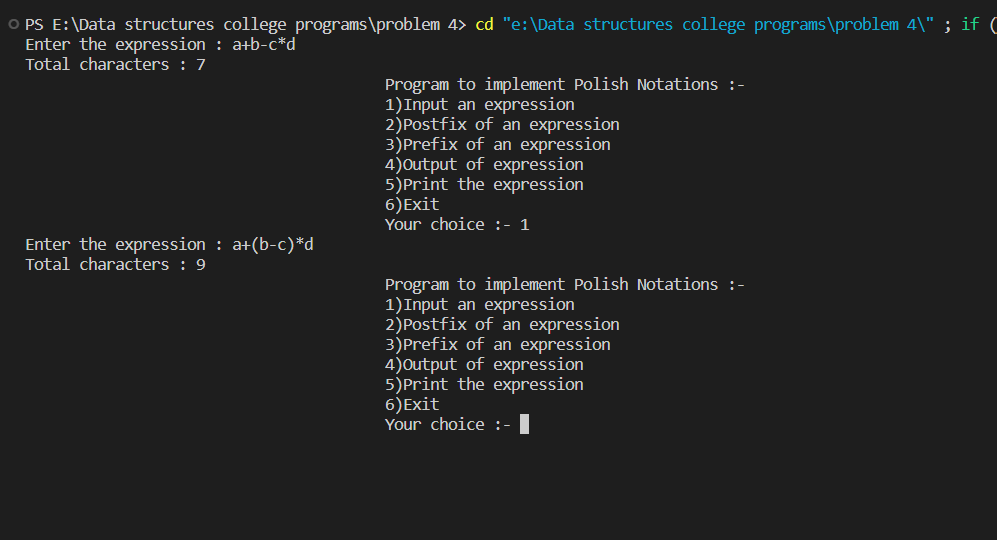 PS E:\Data structures college programs\problem 4> cd "e:\Data structures college programs\problem 4\" ; if (
Enter the expression : a+b-c*d
Total characters : 7
Program to implement Polish Notations :-
1)Input an expression
2)Postfix of an expression
3)Prefix of an expression
4)Output of expression
5)Print the expression
6)Exit
Your choice :- 1
Enter the expression : a+(b-c)*d
Total characters : 9
Program to implement Polish Notations :-
1)Input an expression
2)Postfix of an expression
3)Prefix of an expression
4)Output of expression
5)Print the expression
6)Exit
Your choice :-